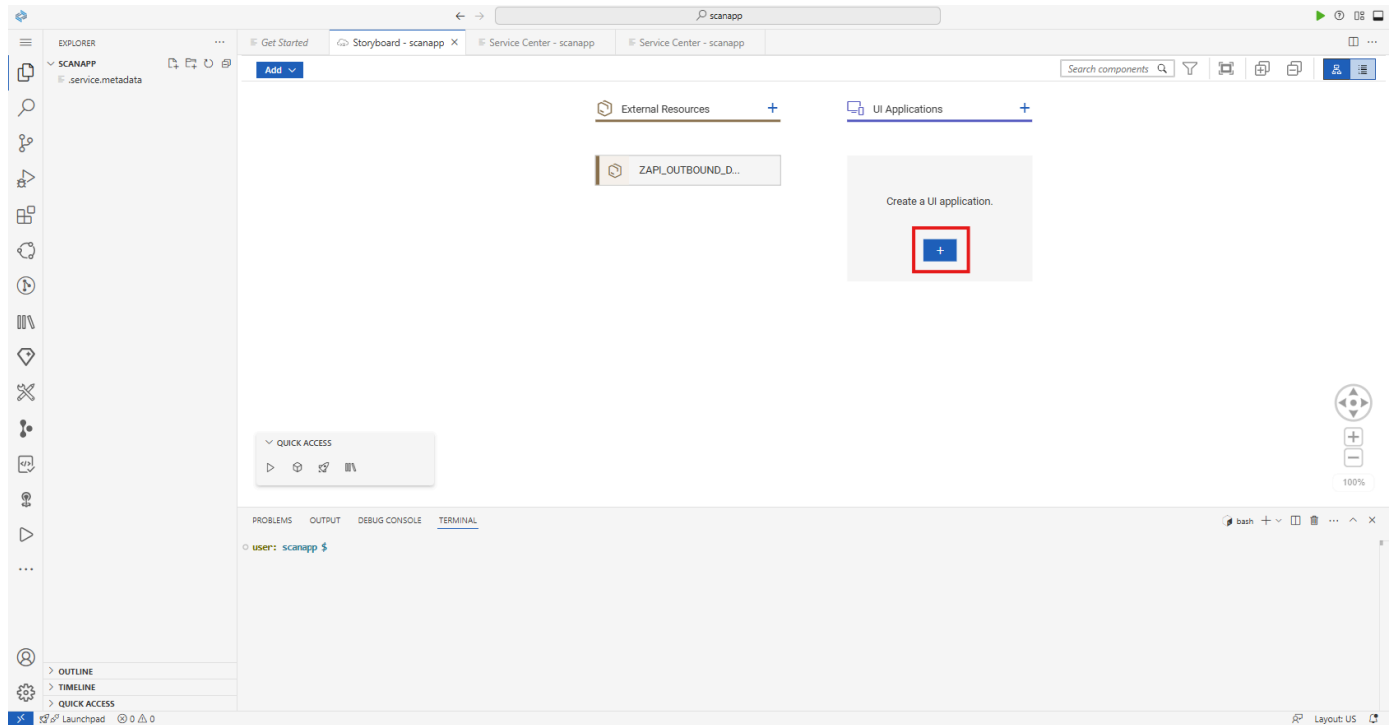 scanapp
EXPLORER
Get Started
Storyboard - scanapp
Service Center - scanapp
Service Center - scanapp
SCANAPP
.service.metadata
Add
Search components
External Resources
UI Applications
ZAPI_OUTBOUND_D...
Create a UI application.
QUICK ACCESS
100%
PROBLEMS OUTPUT DEBUG CONSOLE TERMINAL
bash
user: scanapp $
OUTLINE
TIMELINE
QUICK ACCESS
Launchpad 0 0
Layout: US